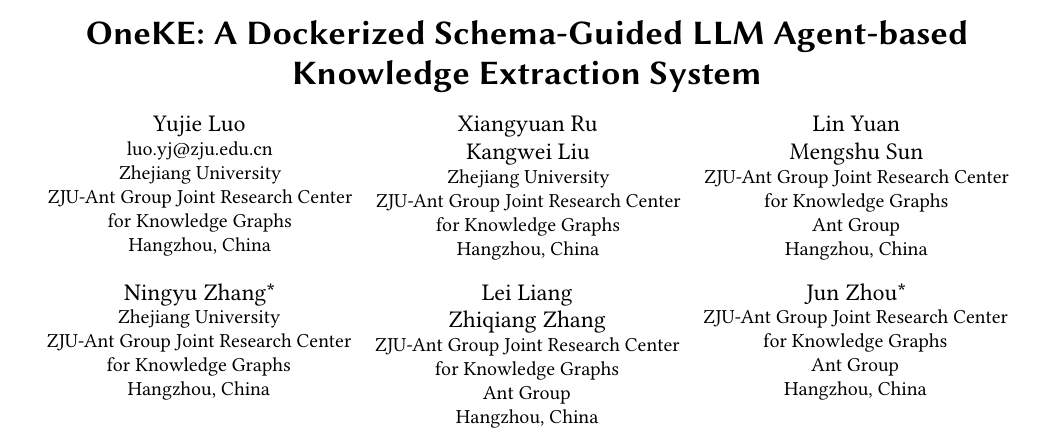 OneKE: A Dockerized Schema-Guided LLM Agent-based
Knowledge Extraction System
Yujie Luo
luo.yj@zju.edu.cn
Zhejiang University
ZJU-Ant Group Joint Research Center
for Knowledge Graphs
Hangzhou, China
Xiangyuan Ru
Kangwei Liu
Zhejiang University
ZJU-Ant Group Joint Research Center
for Knowledge Graphs
Hangzhou, China
Lin Yuan
Mengshu Sun
ZJU-Ant Group Joint Research Center
for Knowledge Graphs
Ant Group
Hangzhou, China
Ningyu Zhang*
Zhejiang University
ZJU-Ant Group Joint Research Center
for Knowledge Graphs
Hangzhou, China
Lei Liang
Zhiqiang Zhang
ZJU-Ant Group Joint Research Center
for Knowledge Graphs
Ant Group
Hangzhou, China
Jun Zhou*
ZJU-Ant Group Joint Research Center
for Knowledge Graphs
Ant Group
Hangzhou, China